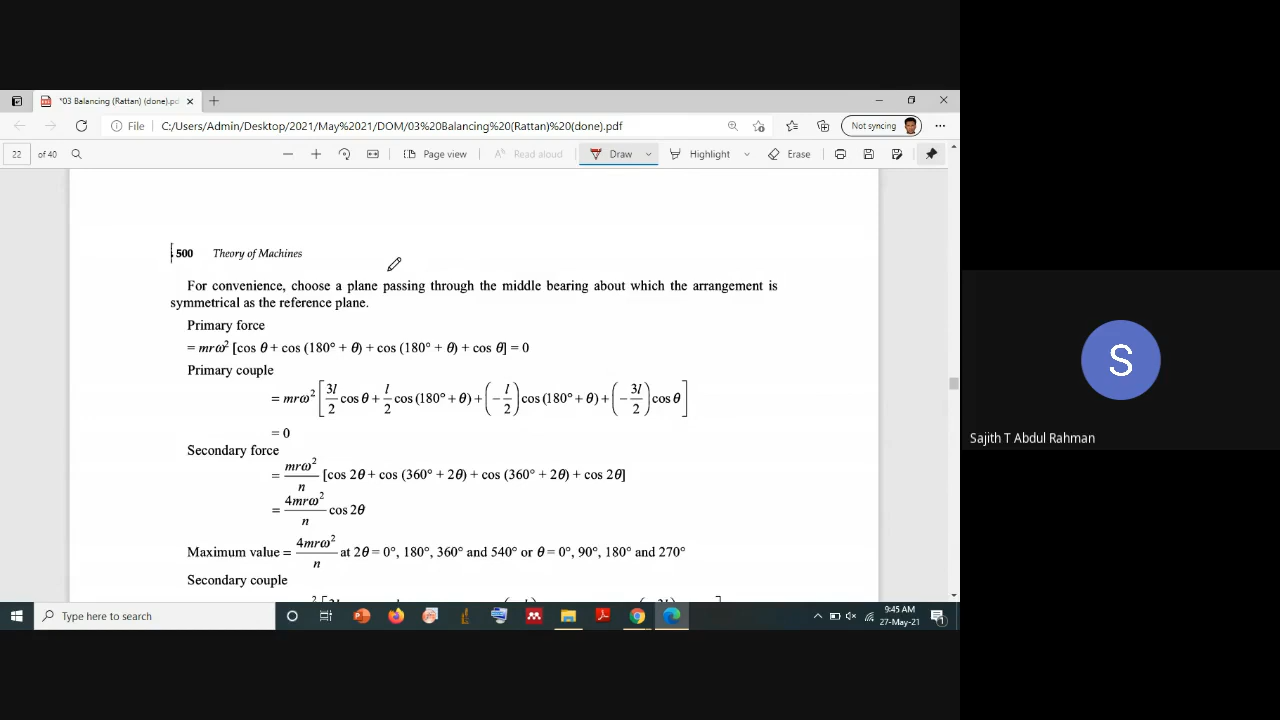 *03 Balancing (Rattan) (done).pd
File C:/Users/Admin/Desktop/2021/May%2021/DOM/03%20Balancing%20(Rattan)%20(done).pdf Not syncing
22 of 40 Page view Read aloud Draw Highlight Erase
500 Theory of Machines
For convenience, choose a plane passing through the middle bearing about which the arrangement is
symmetrical as the reference plane.
Primary force
= mrω² [cos θ + cos (180° + θ) + cos (180° + θ) + cos θ] = 0
Primary couple
= mrω² [3l/2 cos θ + l/2 cos (180° + θ) + (−l/2) cos (180° + θ) + (−3l/2) cos θ]
= 0
Secondary force
= mrω²/n [cos 2θ + cos (360° + 2θ) + cos (360° + 2θ) + cos 2θ]
= 4mrω²/n cos 2θ
Maximum value = 4mrω²/n at 2θ = 0°, 180°, 360° and 540° or θ = 0°, 90°, 180° and 270°
Secondary couple
S
Sajith T Abdul Rahman
Type here to search
9:45 AM
27-May-21
1